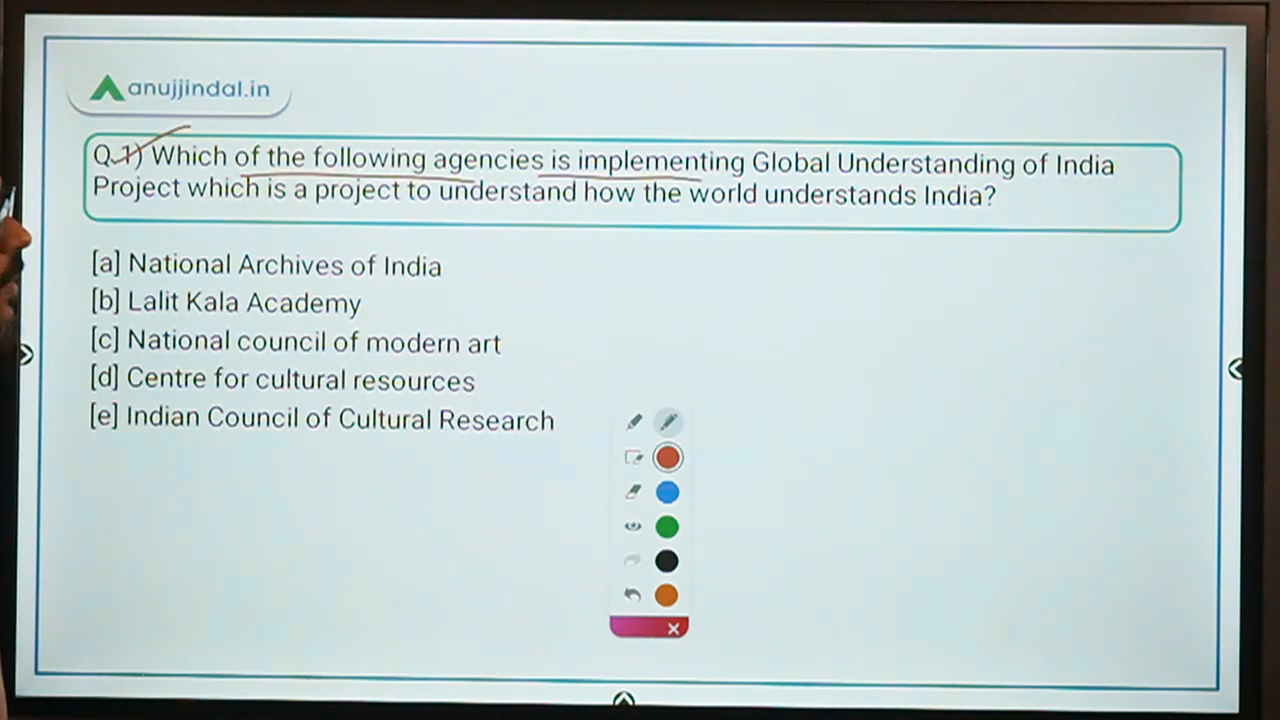 anujjindal.in
Q.1) Which of the following agencies is implementing Global Understanding of India
Project which is a project to understand how the world understands India?
[a] National Archives of India
[b] Lalit Kala Academy
[c] National council of modern art
[d] Centre for cultural resources
[e] Indian Council of Cultural Research